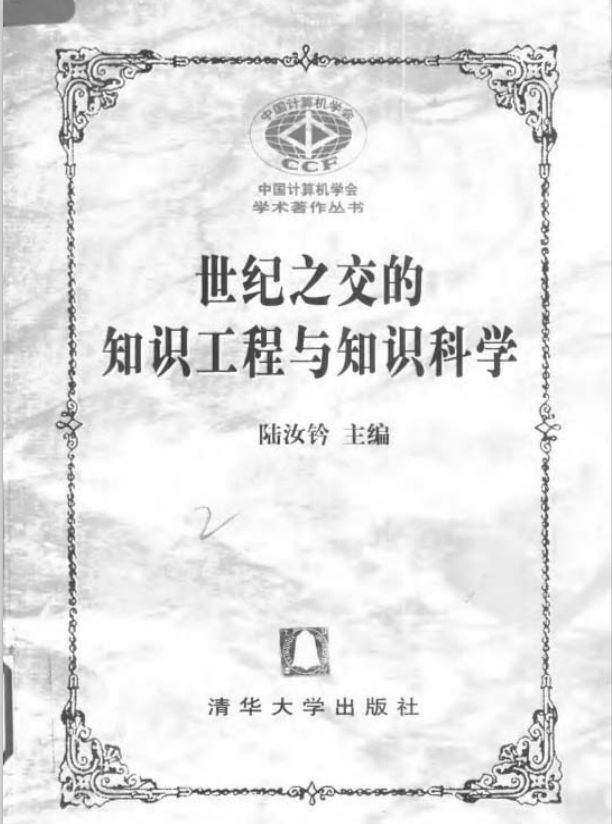 中国计算机学会
CCF
中国计算机学会
学术著作丛书
世纪之交的
知识工程与知识科学
陆汝钤 主编
2
清华大学出版社